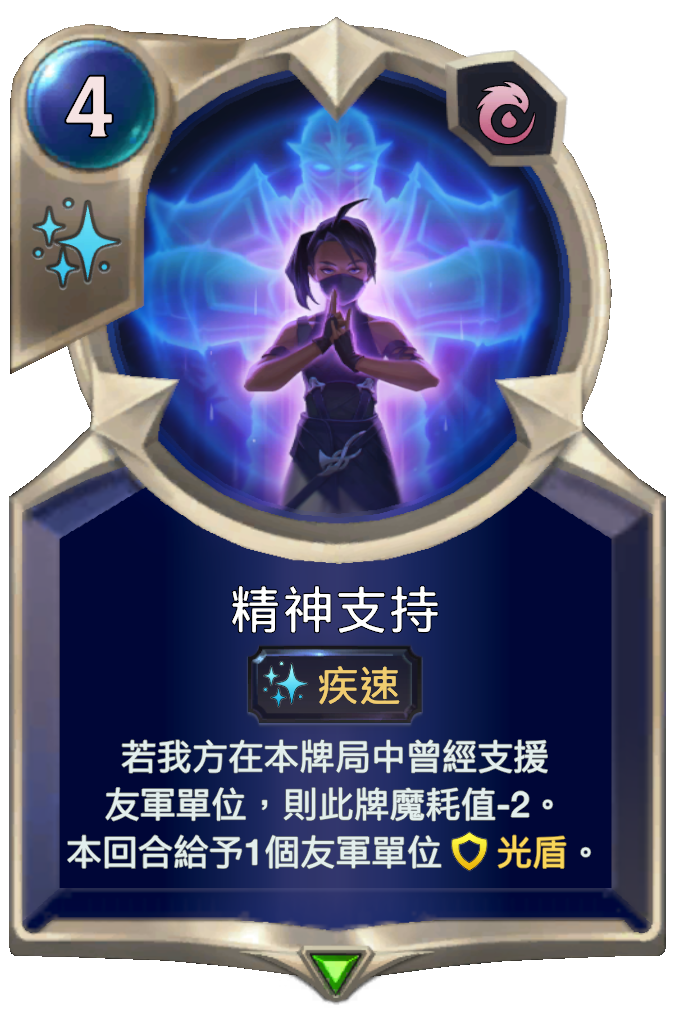 4
精神支持
疾速
若我方在本牌局中曾經支援
友軍單位，則此牌魔耗值-2。
本回合給予1個友軍單位 光盾。